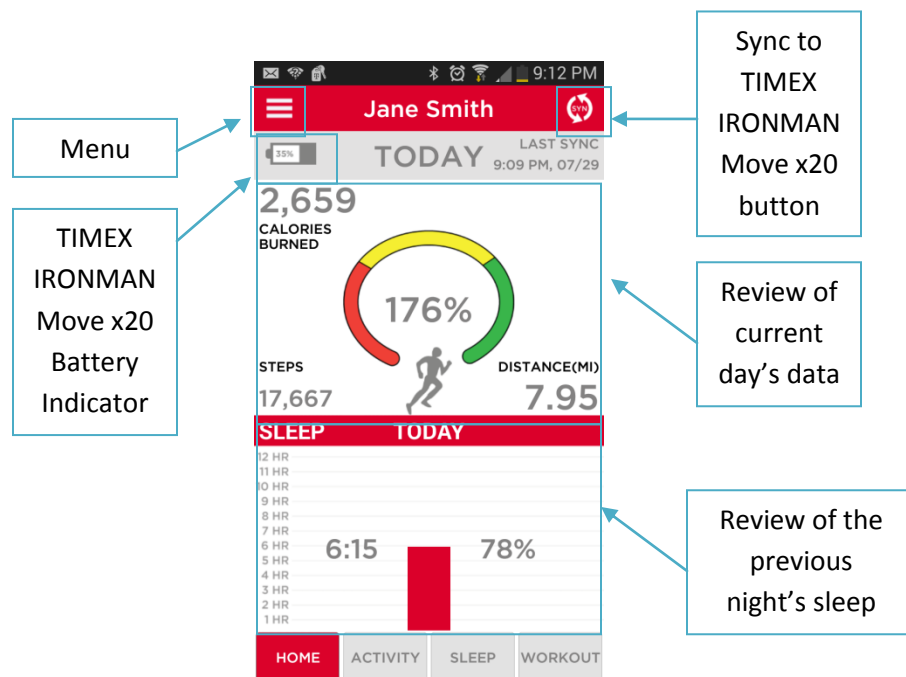 Sync to
TIMEX
IRONMAN
Move x20
button
9:12 PM
Jane Smith
SYN
Menu
35%
TODAY
LAST SYNC
9:09 PM, 07/29
2,659
CALORIES
BURNED
TIMEX
IRONMAN
Move x20
Battery
Indicator
176%
Review of
current
day's data
STEPS
DISTANCE(MI)
17,667
7.95
SLEEP TODAY
12 HR
11 HR
10 HR
9 HR
8 HR
7 HR
6 HR
5 HR
4 HR
3 HR
2 HR
1 HR
6:15
78%
Review of the
previous
night's sleep
HOME ACTIVITY SLEEP WORKOUT